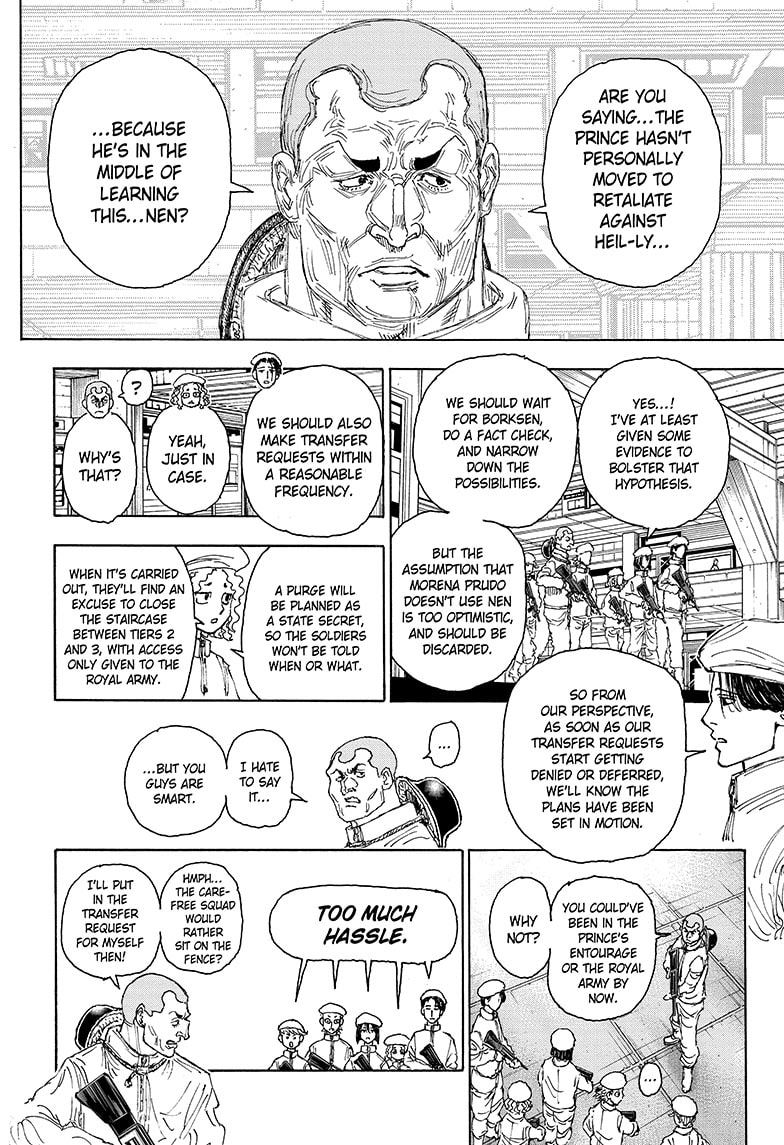 ARE YOU
SAYING...THE
PRINCE HASN'T
PERSONALLY
MOVED TO
RETALIATE
AGAINST
HEIL-LY...
...BECAUSE
HE'S IN THE
MIDDLE OF
LEARNING
THIS...NEN?
YES...!
I'VE AT LEAST
GIVEN SOME
EVIDENCE TO
BOLSTER THAT
HYPOTHESIS.
WE SHOULD WAIT
FOR BORKSEN,
DO A FACT CHECK,
AND NARROW
DOWN THE
POSSIBILITIES.
BUT THE
ASSUMPTION THAT
MORENA PRUDO
DOESN'T USE NEN
IS TOO OPTIMISTIC,
AND SHOULD BE
DISCARDED.
WE SHOULD ALSO
MAKE TRANSFER
REQUESTS WITHIN
A REASONABLE
FREQUENCY.
YEAH,
JUST IN
CASE.
?
WHY'S
THAT?
A PURGE WILL
BE PLANNED AS
A STATE SECRET,
SO THE SOLDIERS
WON'T BE TOLD
WHEN OR WHAT.
WHEN IT'S CARRIED
OUT, THEY'LL FIND AN
EXCUSE TO CLOSE
THE STAIRCASE
BETWEEN TIERS 2
AND 3, WITH ACCESS
ONLY GIVEN TO THE
ROYAL ARMY.
SO FROM
OUR PERSPECTIVE,
AS SOON AS OUR
TRANSFER REQUESTS
START GETTING
DENIED OR DEFERRED,
WE'LL KNOW THE
PLANS HAVE BEEN
SET IN MOTION.
...
I HATE
TO SAY
IT...
...BUT YOU
GUYS ARE
SMART.
YOU COULD'VE
BEEN IN THE
PRINCE'S
ENTOURAGE
OR THE ROYAL
ARMY BY
NOW.
WHY
NOT?
...
TOO MUCH
HASSLE.
HMPH...
THE CARE-
FREE SQUAD
WOULD
RATHER
SIT ON THE
FENCE?
I'LL PUT
IN THE
TRANSFER
REQUEST
FOR MYSELF
THEN!